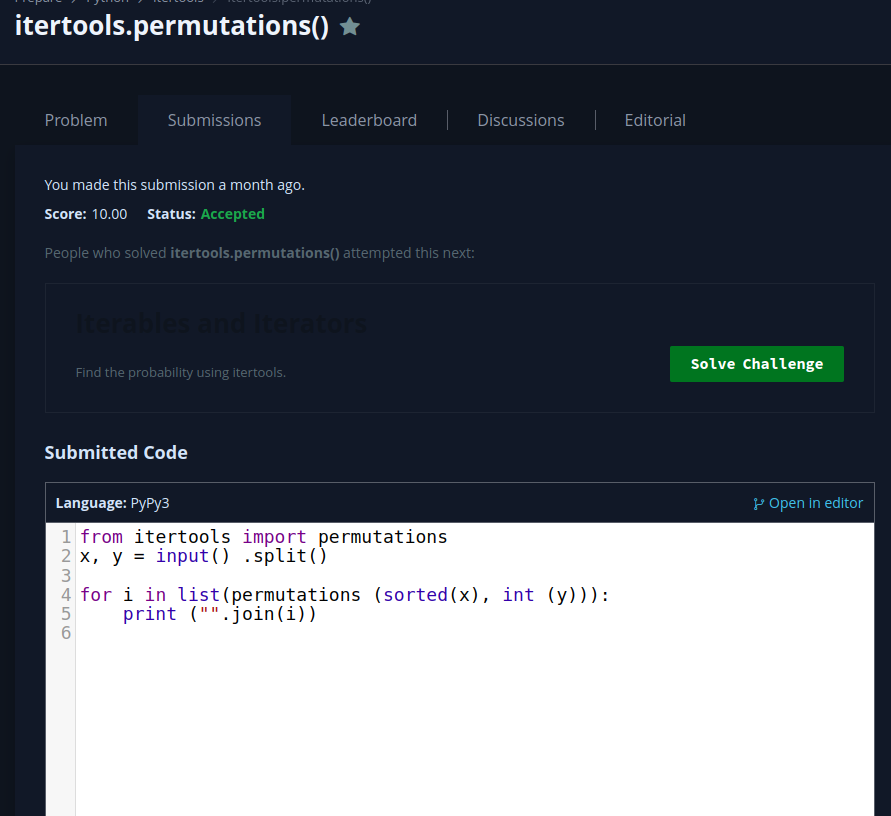 Prepare > Python > Itertools > itertools.permutations()
itertools.permutations()
Problem
Submissions
Leaderboard
Discussions
Editorial
You made this submission a month ago.
Score: 10.00 Status: Accepted
People who solved itertools.permutations() attempted this next:
Iterables and Iterators
Find the probability using itertools.
Solve Challenge
Submitted Code
Language: PyPy3
Open in editor
1 from itertools import permutations
2 x, y = input() .split()
3
4 for i in list(permutations (sorted(x), int (y))):
5     print ("".join(i))
6